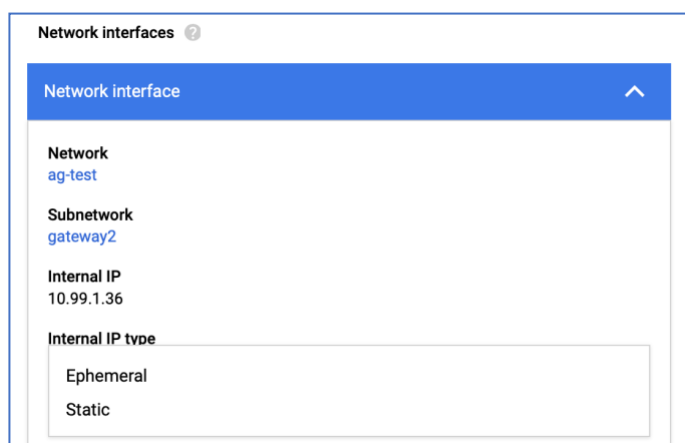 Network interfaces ?
Network interface
Network
ag-test
Subnetwork
gateway2
Internal IP
10.99.1.36
Internal IP type
Ephemeral
Static